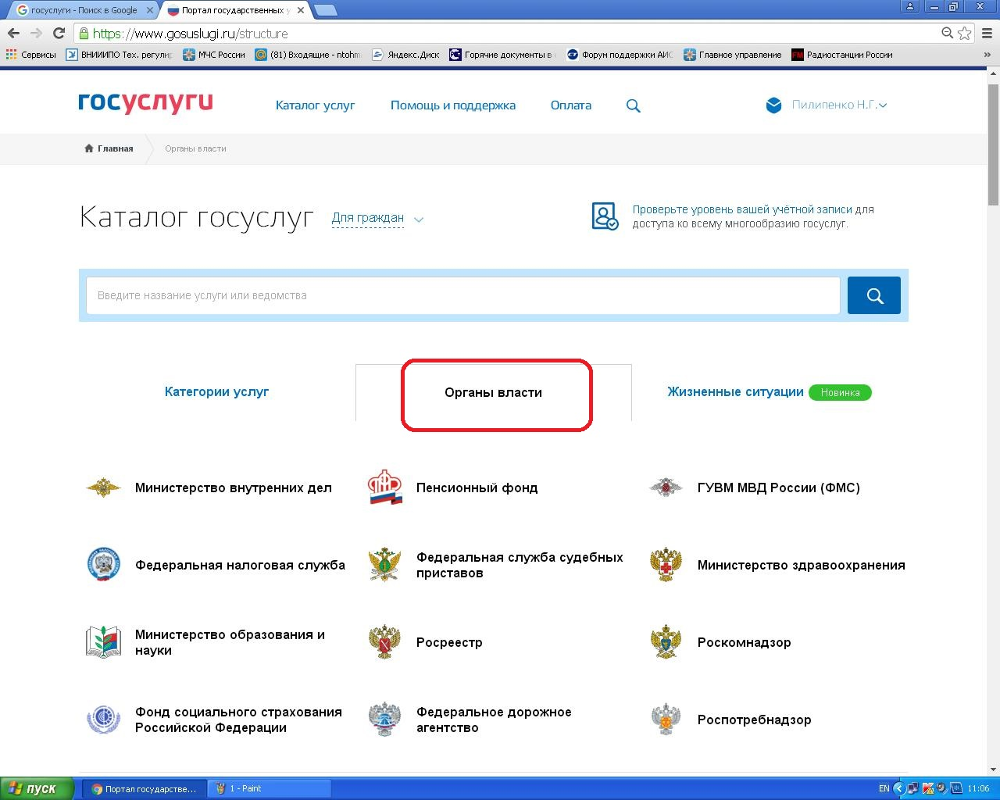 госуслуги - Поиск в Google
Портал государственных у
https://www.gosuslugi.ru/structure
Сервисы
ВНИИПО Тех. регулир
МЧС России
(81) Входящие - ntohm
Яндекс.Диск
Горячие документы в
Форум поддержки АИС
Главное управление
Радиостанции России
»
госуслуги
Каталог услуг
Помощь и поддержка
Оплата
Пилипенко Н.Г.
Главная
Органы власти
Каталог госуслуг
Для граждан
Проверьте уровень вашей учётной записи для
доступа ко всему многообразию госуслуг.
Введите название услуги или ведомства
Категории услуг
Органы власти
Жизненные ситуации
Новинка
Министерство внутренних дел
Пенсионный фонд
ГУВМ МВД России (ФМС)
Федеральная налоговая служба
Федеральная служба судебных
приставов
Министерство здравоохранения
Министерство образования и
науки
Росреестр
Роскомнадзор
Фонд социального страхования
Российской Федерации
Федеральное дорожное
агентство
Роспотребнадзор
пуск
Портал государстве...
1 - Paint
EN
11:06